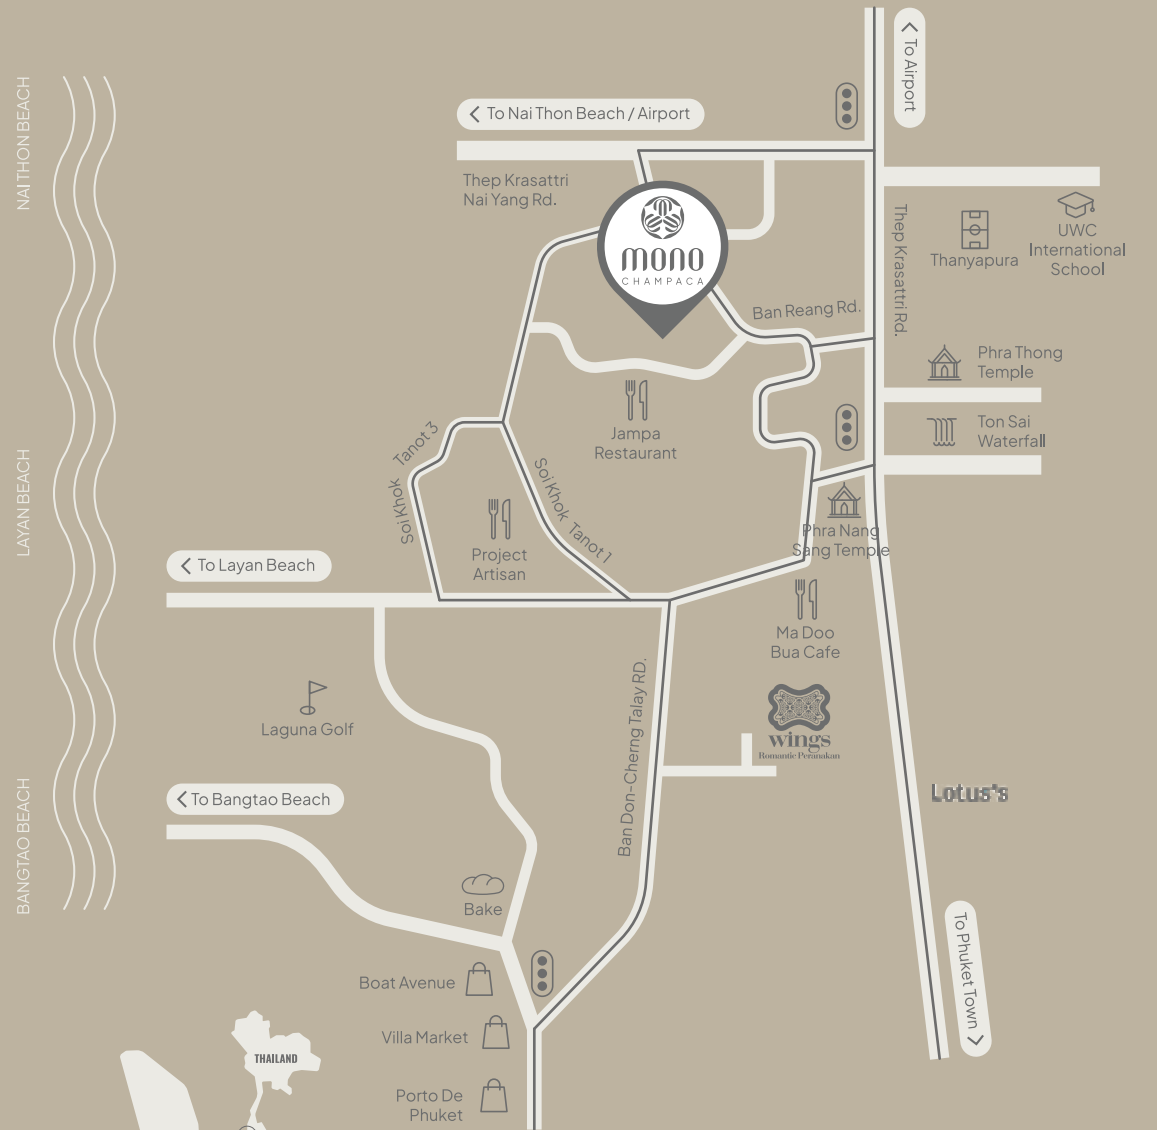 To Airport
To Nai Thon Beach / Airport
NAI THON BEACH
Thep Krasattri
Nai Yang Rd.
Thep Krasattri Rd.
Thanyapura
UWC
International
School
mono
CHAMPACA
Ban Reang Rd.
Phra Thong
Temple
Ton Sai
Waterfall
Jampa
Restaurant
Soi Khok Tanot 3
Soi Khok Tanot 1
LAYAN BEACH
Project
Artisan
Phra Nang
Sang Temple
To Layan Beach
Ma Doo
Bua Cafe
Laguna Golf
Ban Don-Cherng Talay RD.
wings
Romantic Peranakan
To Bangtao Beach
Lotus's
BANGTAO BEACH
Bake
To Phuket Town
Boat Avenue
Villa Market
THAILAND
Porto De
Phuket